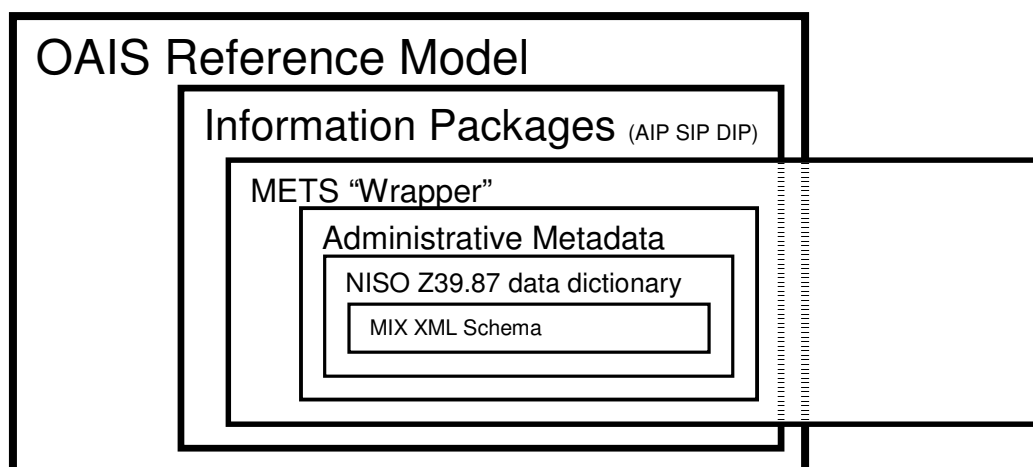 OAIS Reference Model
Information Packages (AIP SIP DIP)
METS “Wrapper”
Administrative Metadata
NISO Z39.87 data dictionary
MIX XML Schema